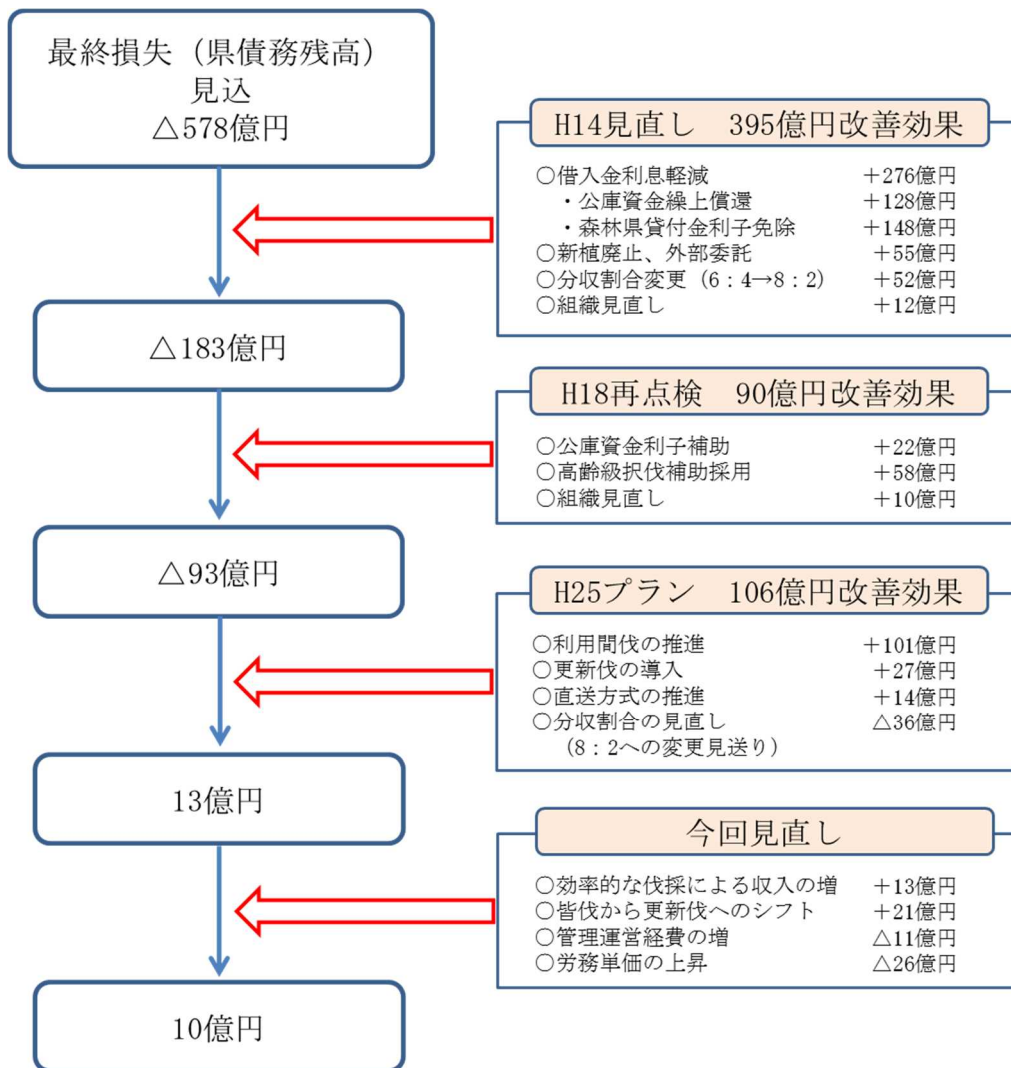 最終損失（県債務残高）
見込
△578億円
H14見直し　395億円改善効果
○借入金利息軽減　＋276億円
・公庫資金繰上償還　＋128億円
・森林県貸付金利子免除　＋148億円
○新植廃止、外部委託　＋55億円
○分収割合変更（6：4→8：2）　＋52億円
○組織見直し　＋12億円
△183億円
H18再点検　90億円改善効果
○公庫資金利子補助　＋22億円
○高齢級択伐補助採用　＋58億円
○組織見直し　＋10億円
△93億円
H25プラン　106億円改善効果
○利用間伐の推進　＋101億円
○更新伐の導入　＋27億円
○直送方式の推進　＋14億円
○分収割合の見直し　△36億円
（8：2への変更見送り）
13億円
今回見直し
○効率的な伐採による収入の増　＋13億円
○皆伐から更新伐へのシフト　＋21億円
○管理運営経費の増　△11億円
○労務単価の上昇　△26億円
10億円